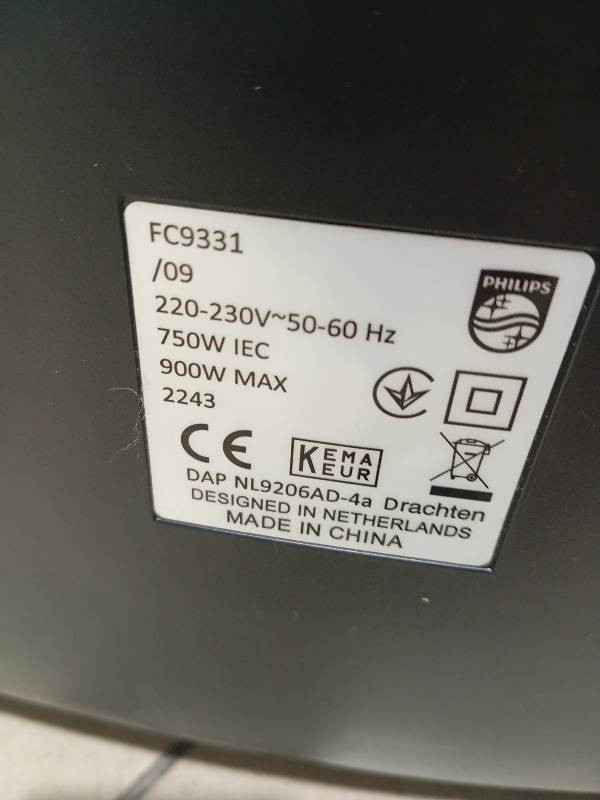 FC9331
/09
220-230V~50-60 Hz
750W IEC
900W MAX
2243
PHILIPS
CE
KEMA
KEUR
DAP NL9206AD-4a Drachten
DESIGNED IN NETHERLANDS
MADE IN CHINA